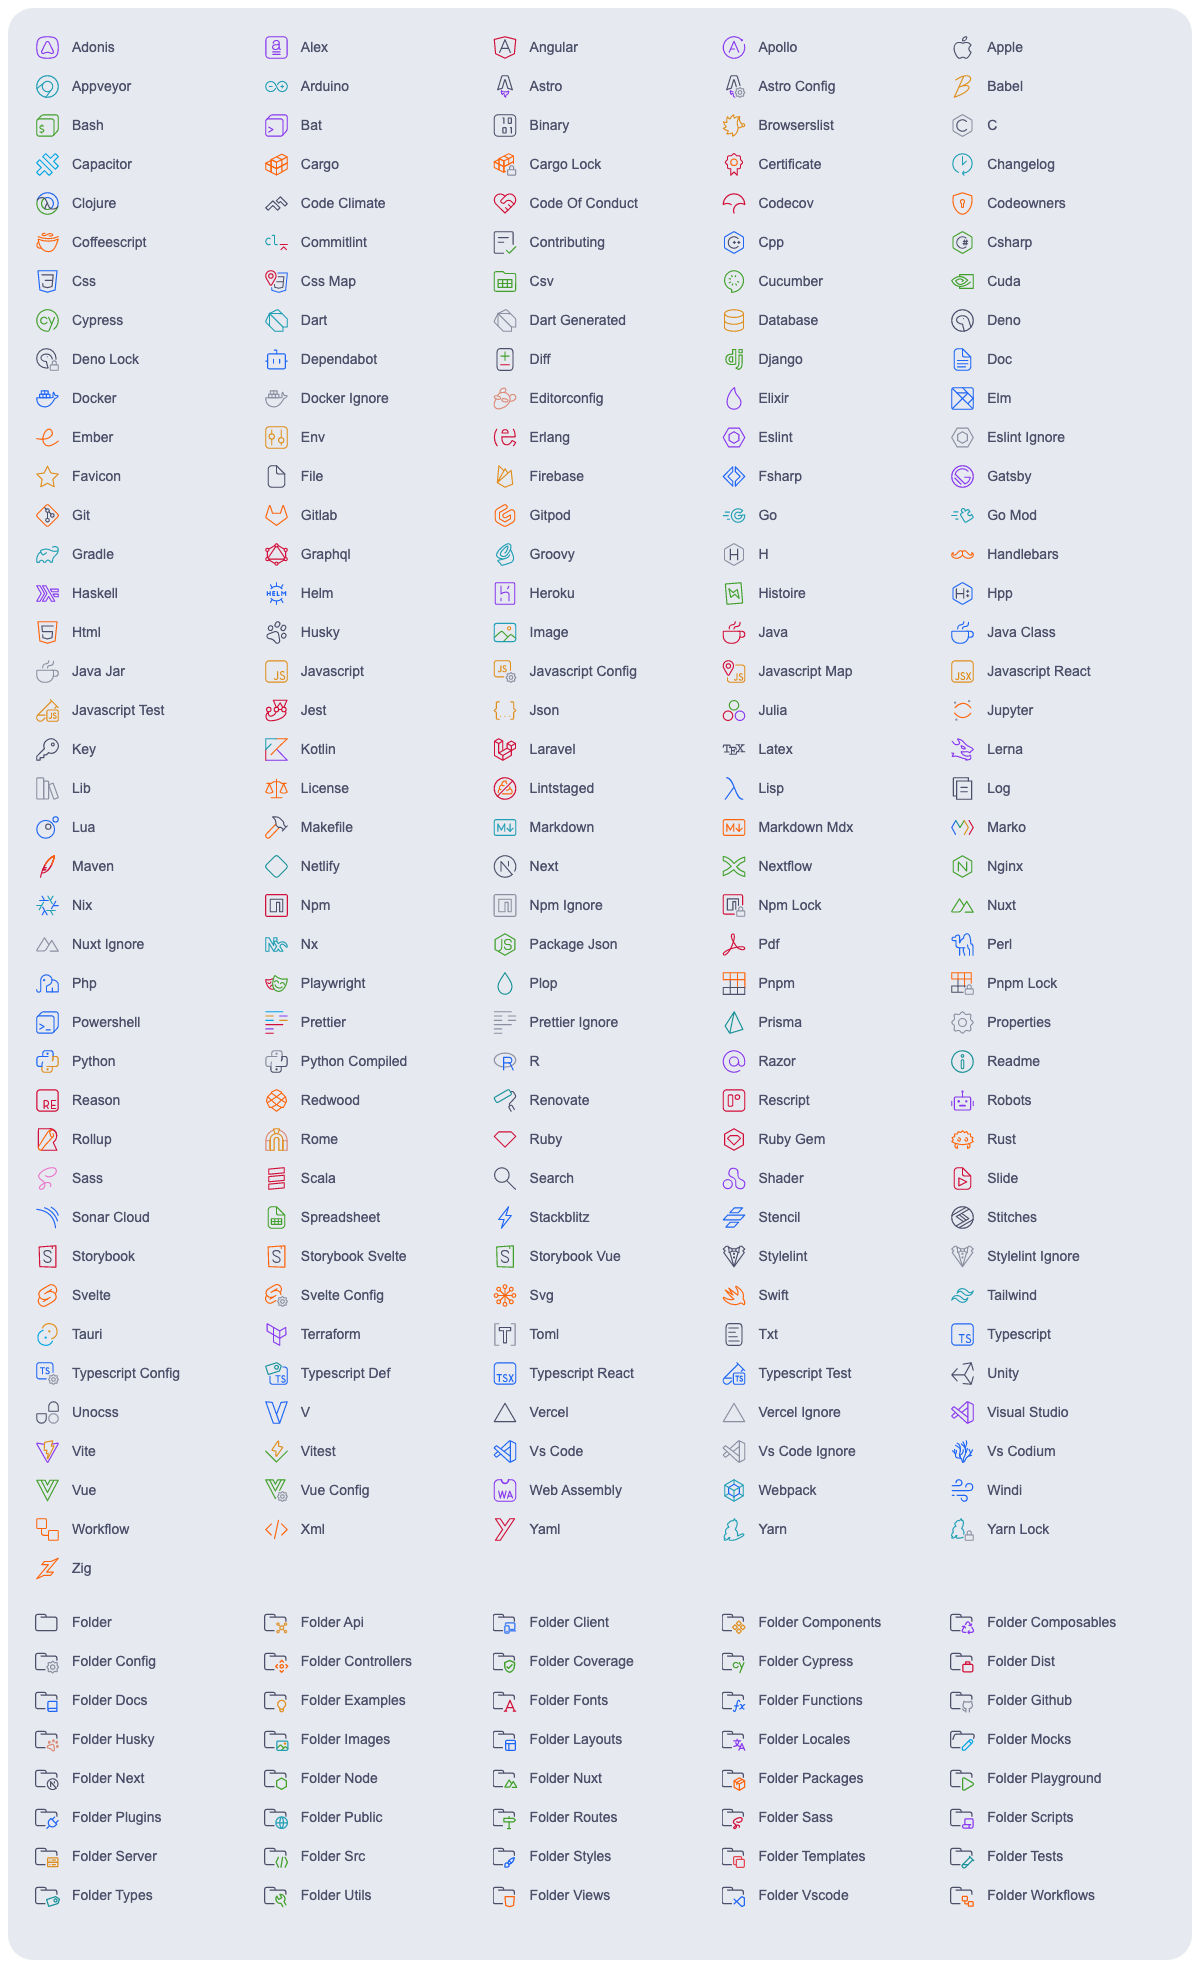 Adonis Alex Angular Apollo Apple
Appveyor Arduino Astro Astro Config Babel
Bash Bat Binary Browserslist C
Capacitor Cargo Cargo Lock Certificate Changelog
Clojure Code Climate Code Of Conduct Codecov Codeowners
Coffeescript Commitlint Contributing Cpp Csharp
Css Css Map Csv Cucumber Cuda
Cypress Dart Dart Generated Database Deno
Deno Lock Dependabot Diff Django Doc
Docker Docker Ignore Editorconfig Elixir Elm
Ember Env Erlang Eslint Eslint Ignore
Favicon File Firebase Fsharp Gatsby
Git Gitlab Gitpod Go Go Mod
Gradle Graphql Groovy H Handlebars
Haskell Helm Heroku Histoire Hpp
Html Husky Image Java Java Class
Java Jar Javascript Javascript Config Javascript Map Javascript React
Javascript Test Jest Json Julia Jupyter
Key Kotlin Laravel Latex Lerna
Lib License Lintstaged Lisp Log
Lua Makefile Markdown Markdown Mdx Marko
Maven Netlify Next Nextflow Nginx
Nix Npm Npm Ignore Npm Lock Nuxt
Nuxt Ignore Nx Package Json Pdf Perl
Php Playwright Plop Pnpm Pnpm Lock
Powershell Prettier Prettier Ignore Prisma Properties
Python Python Compiled R Razor Readme
Reason Redwood Renovate Rescript Robots
Rollup Rome Ruby Ruby Gem Rust
Sass Scala Search Shader Slide
Sonar Cloud Spreadsheet Stackblitz Stencil Stitches
Storybook Storybook Svelte Storybook Vue Stylelint Stylelint Ignore
Svelte Svelte Config Svg Swift Tailwind
Tauri Terraform Toml Txt Typescript
Typescript Config Typescript Def Typescript React Typescript Test Unity
Unocss V Vercel Vercel Ignore Visual Studio
Vite Vitest Vs Code Vs Code Ignore Vs Codium
Vue Vue Config Web Assembly Webpack Windi
Workflow Xml Yaml Yarn Yarn Lock
Zig
Folder Folder Api Folder Client Folder Components Folder Composables
Folder Config Folder Controllers Folder Coverage Folder Cypress Folder Dist
Folder Docs Folder Examples Folder Fonts Folder Functions Folder Github
Folder Husky Folder Images Folder Layouts Folder Locales Folder Mocks
Folder Next Folder Node Folder Nuxt Folder Packages Folder Playground
Folder Plugins Folder Public Folder Routes Folder Sass Folder Scripts
Folder Server Folder Src Folder Styles Folder Templates Folder Tests
Folder Types Folder Utils Folder Views Folder Vscode Folder Workflows